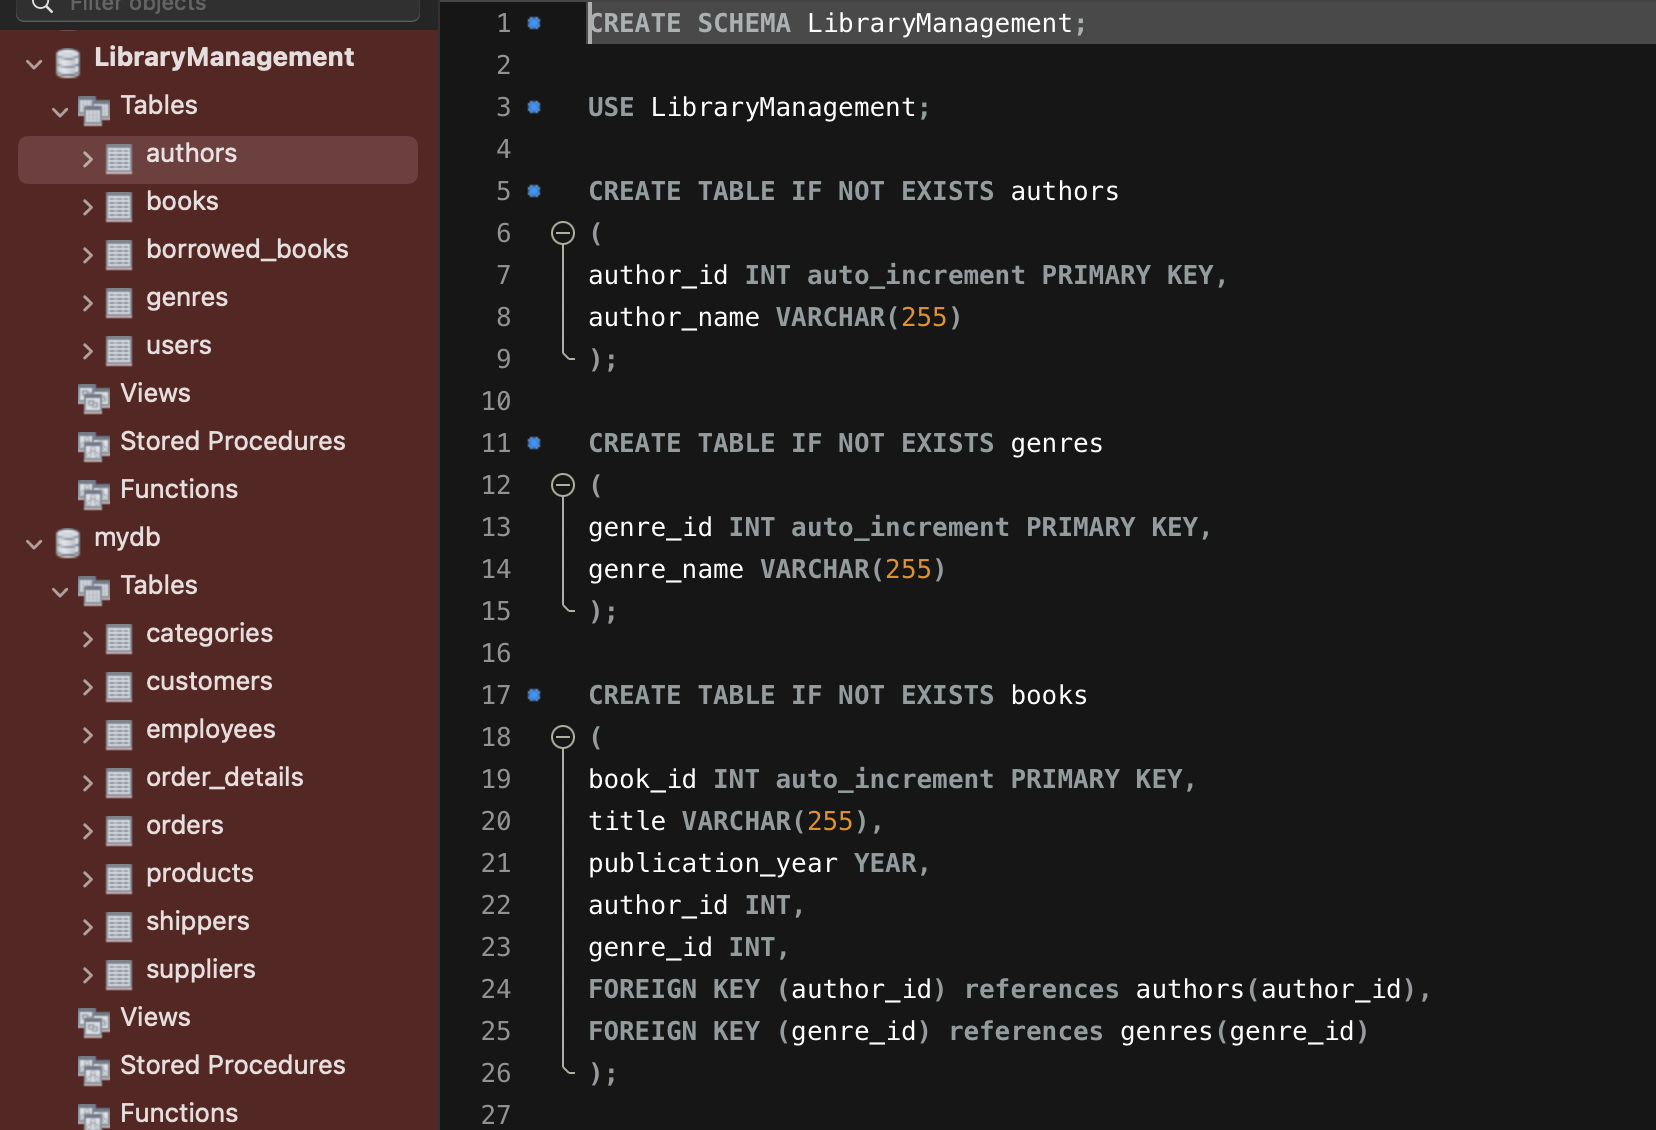 Filter objects
LibraryManagement
Tables
authors
books
borrowed_books
genres
users
Views
Stored Procedures
Functions
mydb
Tables
categories
customers
employees
order_details
orders
products
shippers
suppliers
Views
Stored Procedures
Functions
1 CREATE SCHEMA LibraryManagement;
2
3 USE LibraryManagement;
4
5 CREATE TABLE IF NOT EXISTS authors
6 (
7 author_id INT auto_increment PRIMARY KEY,
8 author_name VARCHAR(255)
9 );
10
11 CREATE TABLE IF NOT EXISTS genres
12 (
13 genre_id INT auto_increment PRIMARY KEY,
14 genre_name VARCHAR(255)
15 );
16
17 CREATE TABLE IF NOT EXISTS books
18 (
19 book_id INT auto_increment PRIMARY KEY,
20 title VARCHAR(255),
21 publication_year YEAR,
22 author_id INT,
23 genre_id INT,
24 FOREIGN KEY (author_id) references authors(author_id),
25 FOREIGN KEY (genre_id) references genres(genre_id)
26 );
27